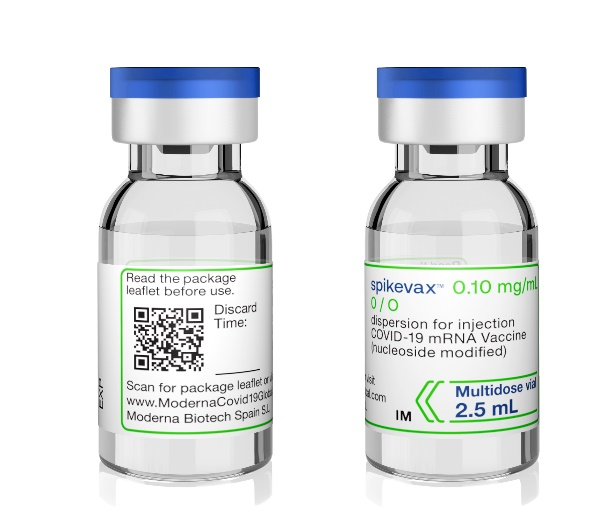 Read the package
leaflet before use.
Discard
Time:
Scan for package leaflet or
www.ModernaCovid19Glob
Moderna Biotech Spain S.L
EXP
spikevax™ 0.10 mg/mL
0 / O
dispersion for injection
COVID-19 mRNA Vaccine
(nucleoside modified)
visit
al.com
IM
Multidose vial
2.5 mL